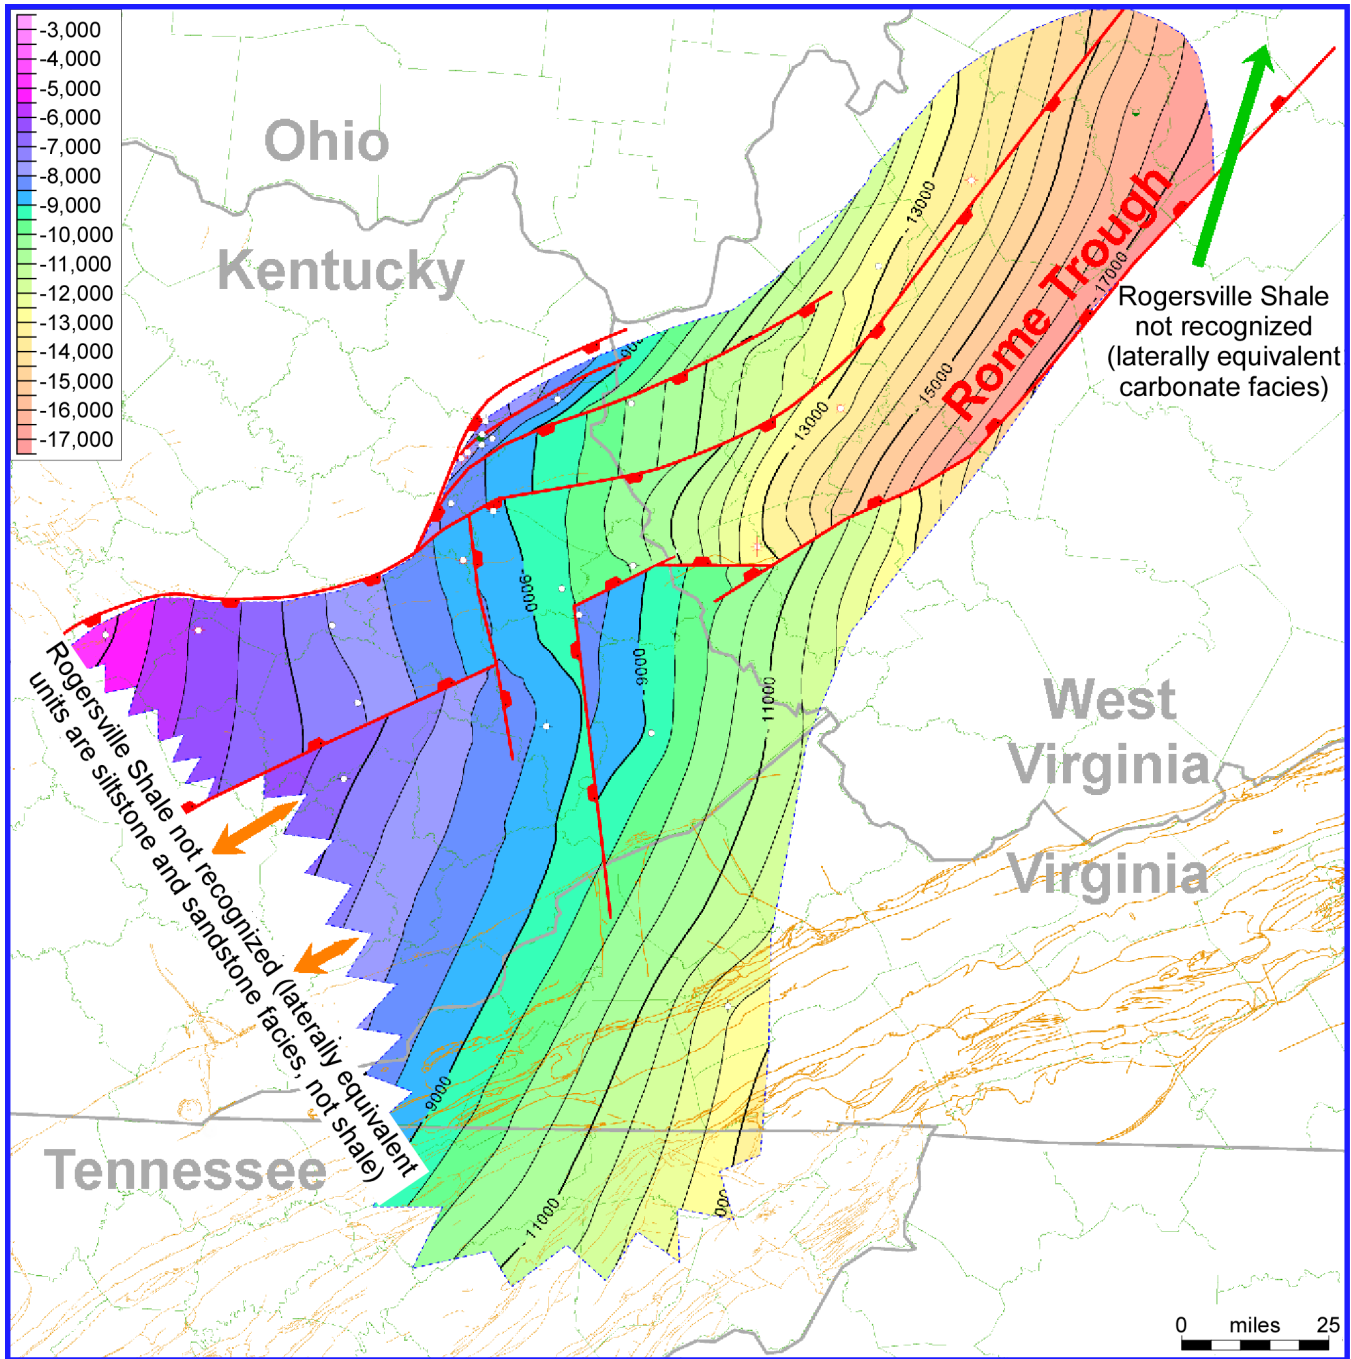 -3,000
-4,000
-5,000
-6,000
-7,000
-8,000
-9,000
-10,000
-11,000
-12,000
-13,000
-14,000
-15,000
-16,000
-17,000
Ohio
Kentucky
- 13000
Rome Trough
- 17000
Rogersville Shale
not recognized
(laterally equivalent
carbonate facies)
- 15000
13000
-9000
-9000
11000
West
Virginia
Virginia
Rogersville Shale not recognized (laterally equivalent
units are siltstone and sandstone facies, not shale)
9000
Tennessee
11000
000
0 miles 25